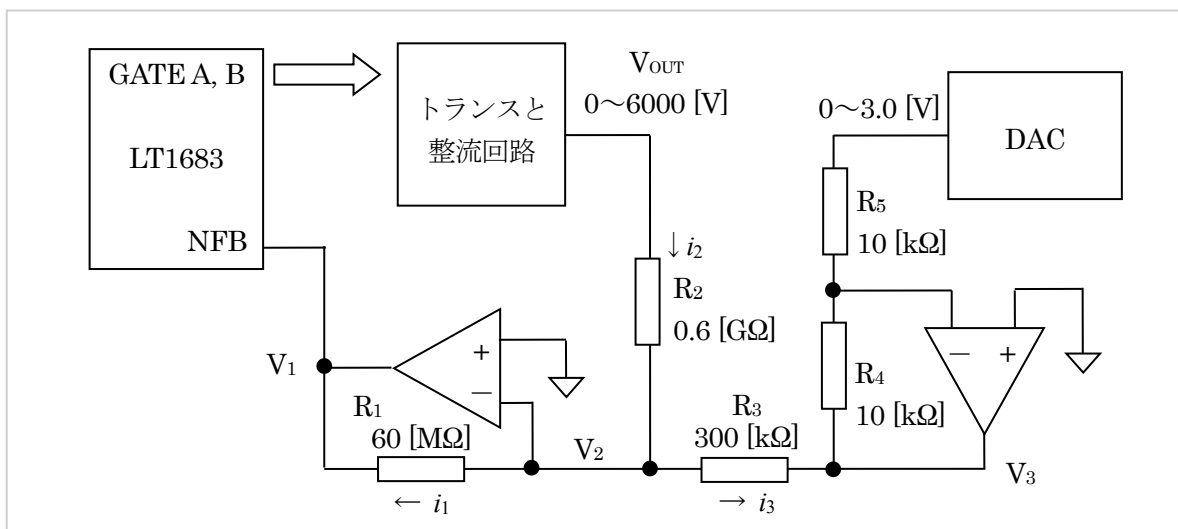 GATE A, B
LT1683
NFB
トランスと
整流回路
VOUT
0～6000 [V]
0～3.0 [V]
DAC
↓ i2
R2
0.6 [GΩ]
R5
10 [kΩ]
R4
10 [kΩ]
− +
+
−
V1
R1
60 [MΩ]
← i1
V2
R3
300 [kΩ]
→ i3
V3